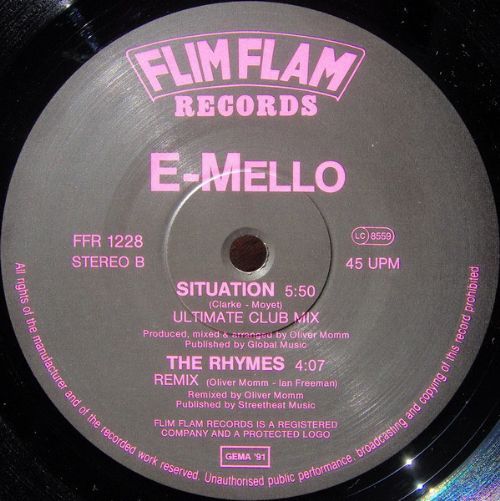 FLIM FLAM
RECORDS
E-MELLO
FFR 1228
STEREO B
LC 8559
45 UPM
SITUATION 5:50
(Clarke - Moyet)
ULTIMATE CLUB MIX
Produced, mixed & arranged by Oliver Momm
Published by Global Music
THE RHYMES 4:07
REMIX (Oliver Momm - Ian Freeman)
Remixed by Oliver Momm
Published by Streetheat Music
FLIM FLAM RECORDS IS A REGISTERED
COMPANY AND A PROTECTED LOGO
GEMA '91
All rights of the manufacturer and of the recorded work reserved. Unauthorised public performance, broadcasting and copying of this record prohibited